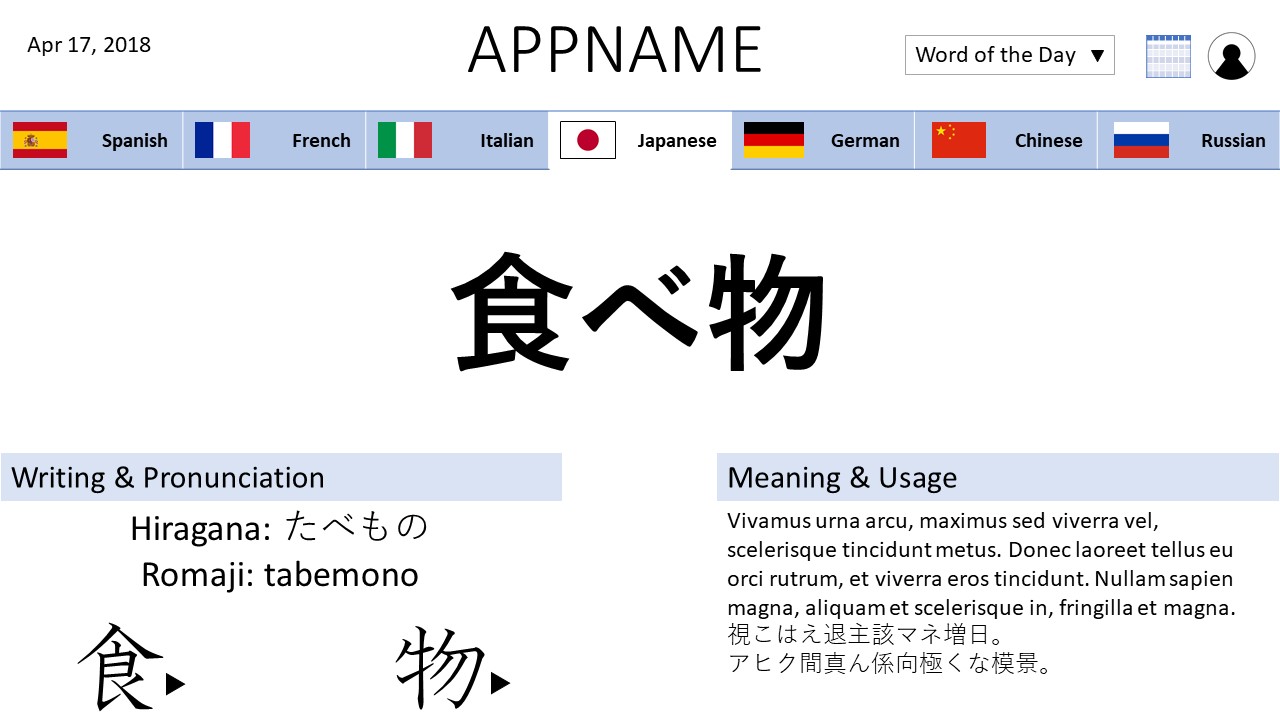 Apr 17, 2018
APPNAME
Word of the Day
Spanish
French
Italian
Japanese
German
Chinese
Russian
食べ物
Writing & Pronunciation
Hiragana: たべもの
Romaji: tabemono
食
物
Meaning & Usage
Vivamus urna arcu, maximus sed viverra vel,
scelerisque tincidunt metus. Donec laoreet tellus eu
orci rutrum, et viverra eros tincidunt. Nullam sapien
magna, aliquam et scelerisque in, fringilla et magna.
視こはえ退主該マネ増日。
アヒク間真ん係向極くな模景。